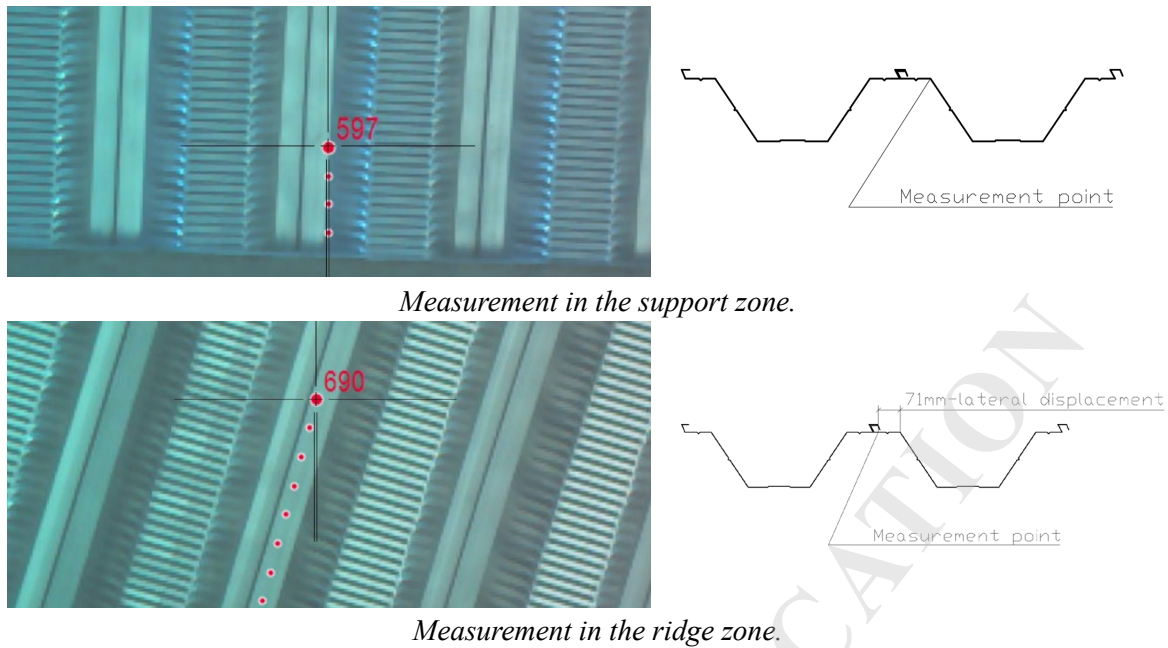 597
Measurement point
Measurement in the support zone.
690
71mm-lateral displacement
Measurement point
Measurement in the ridge zone.
CATION